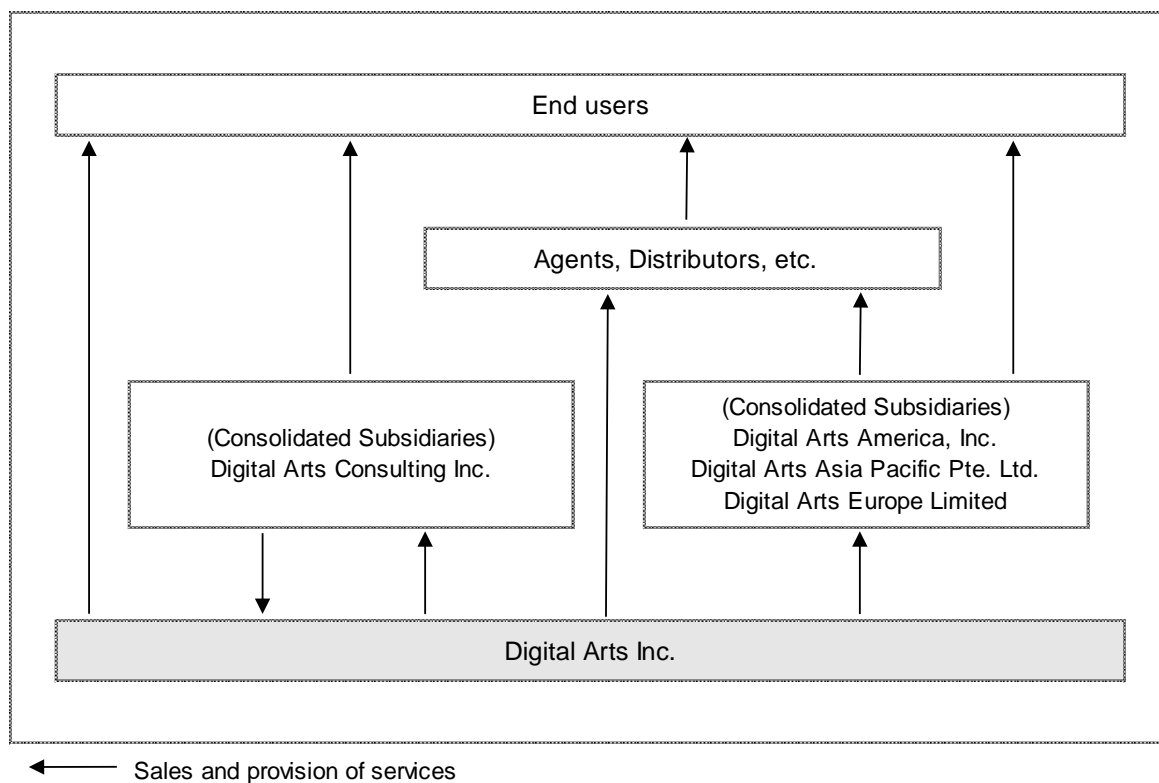 End users
Agents, Distributors, etc.
(Consolidated Subsidiaries)
Digital Arts Consulting Inc.
(Consolidated Subsidiaries)
Digital Arts America, Inc.
Digital Arts Asia Pacific Pte. Ltd.
Digital Arts Europe Limited
Digital Arts Inc.
Sales and provision of services